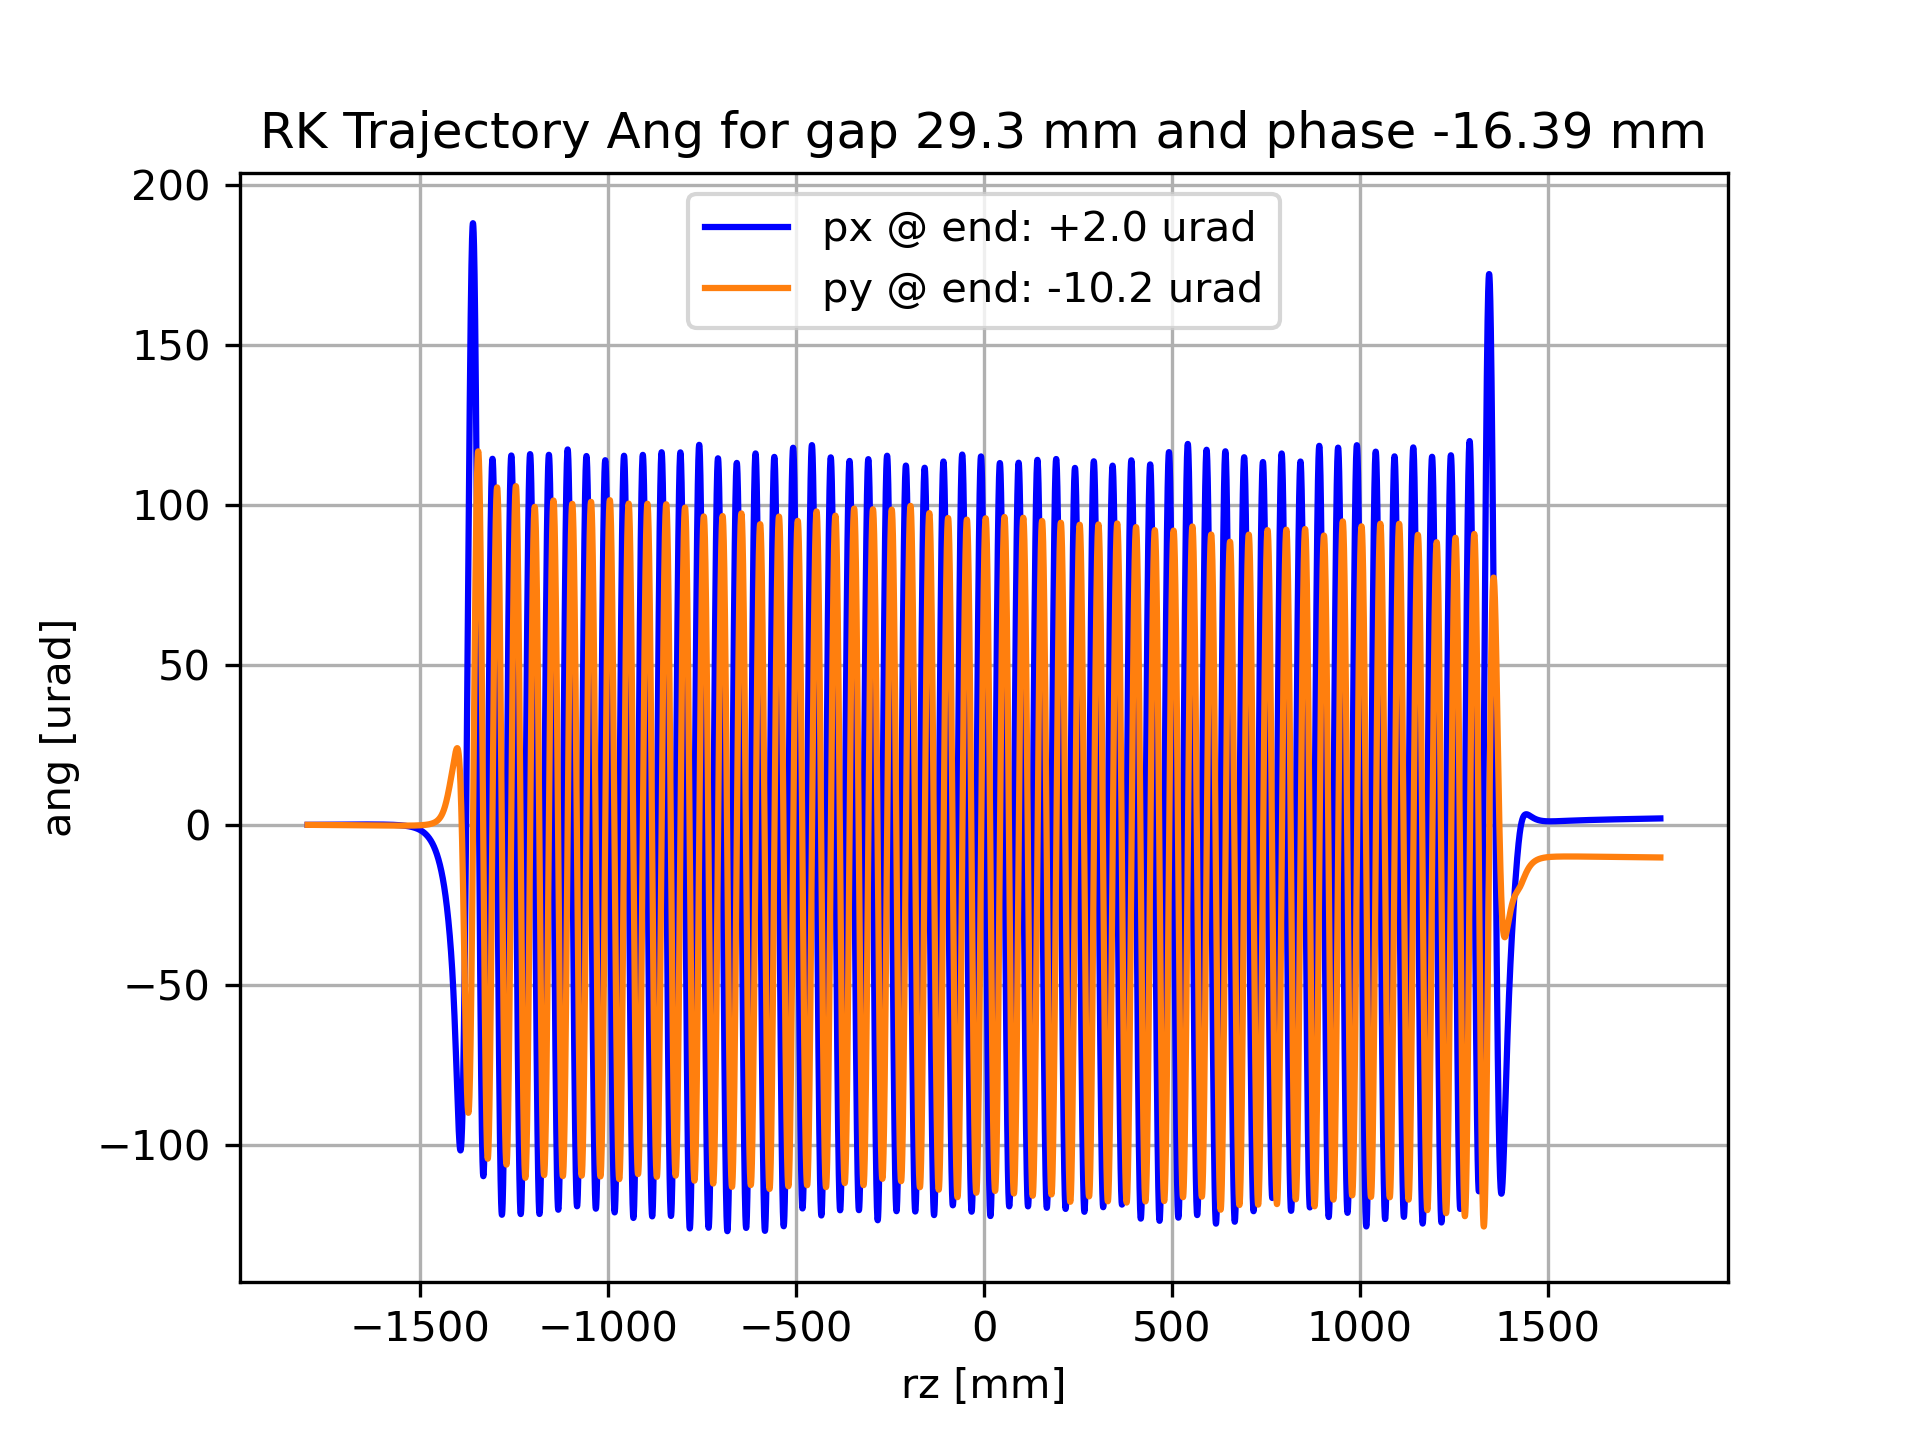 RK Trajectory Ang for gap 29.3 mm and phase -16.39 mm
px @ end: +2.0 urad
py @ end: -10.2 urad
200
150
100
50
0
−50
−100
ang [urad]
−1500 −1000 −500 0 500 1000 1500
rz [mm]